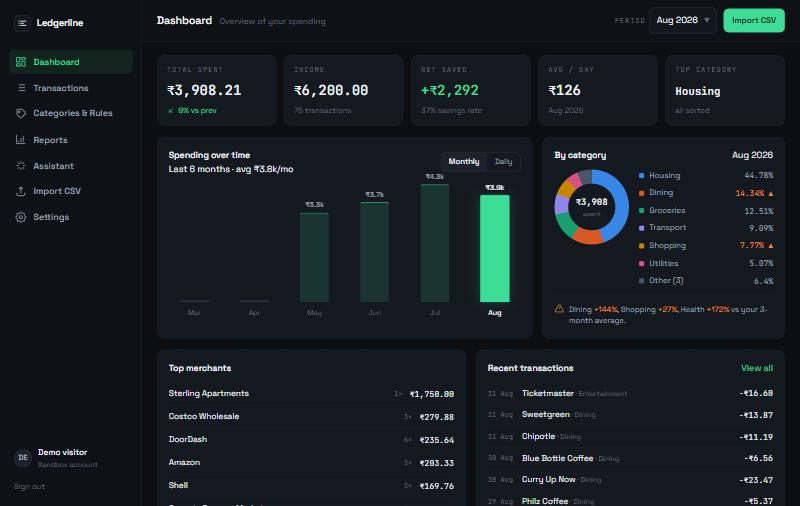 Ledgerline
Dashboard
Transactions
Categories & Rules
Reports
Assistant
Import CSV
Settings
DE
Demo visitor
Sandbox account
Sign out
Dashboard Overview of your spending
PERIOD Aug 2026 ▼ Import CSV
TOTAL SPENT
₹3,908.21
↙ 9% vs prev
INCOME
₹6,200.00
75 transactions
NET SAVED
+₹2,292
37% savings rate
AVG / DAY
₹126
Aug 2026
TOP CATEGORY
Housing
all sorted
Spending over time
Last 6 months · avg ₹3.8k/mo
Monthly Daily
₹3.3k ₹3.7k ₹4.3k ₹3.9k
Mar Apr May Jun Jul Aug
By category Aug 2026
₹3,908
spent
Housing 44.78%
Dining 14.34% ▲
Groceries 12.51%
Transport 9.09%
Shopping 7.77% ▲
Utilities 5.07%
Other (3) 6.4%
Dining +144%, Shopping +27%, Health +172% vs your 3-
month average.
Top merchants
Sterling Apartments 1× ₹1,750.00
Costco Wholesale 3× ₹279.88
DoorDash 6× ₹235.64
Amazon 3× ₹203.33
Shell 3× ₹169.76
Recent transactions View all
31 Aug Ticketmaster · Entertainment -₹16.60
31 Aug Sweetgreen · Dining -₹13.87
31 Aug Chipotle · Dining -₹11.19
30 Aug Blue Bottle Coffee · Dining -₹6.56
30 Aug Curry Up Now · Dining -₹23.47
29 Aug Philz Coffee · Dining -₹5.37